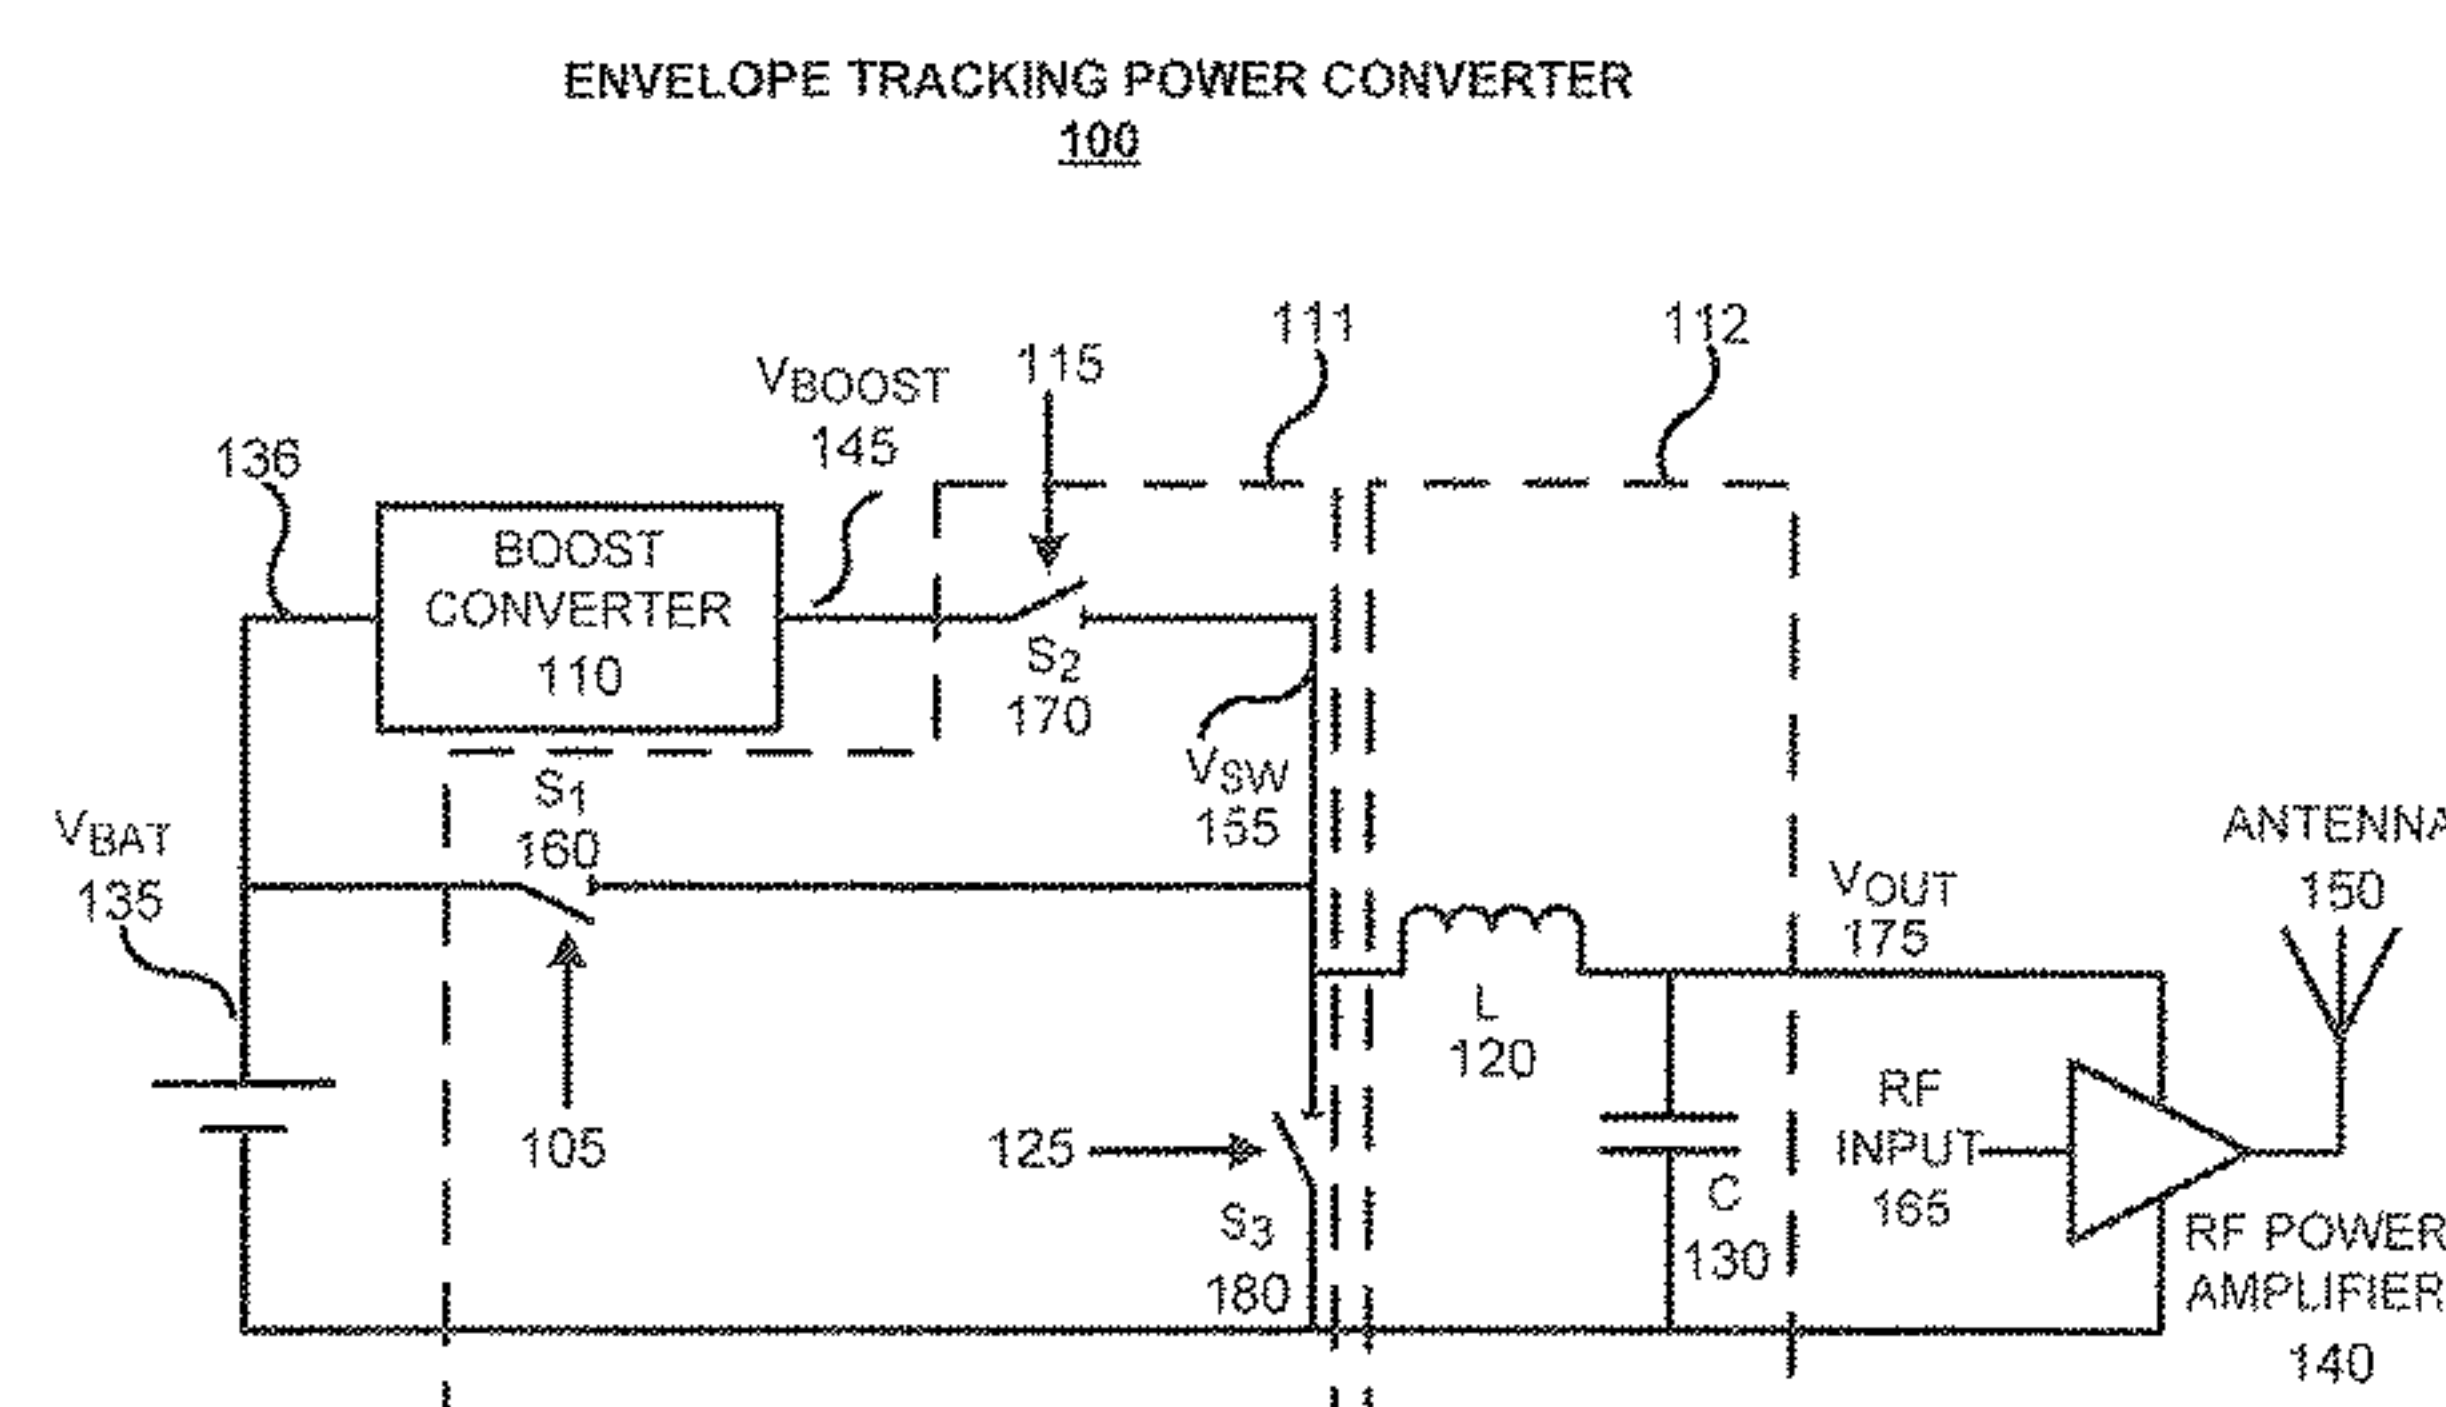 ENVELOPE TRACKING POWER CONVERTER
100
111
112
115
VBOOST
145
136
BOOST
CONVERTER
110
S2
170
VSW
155
S1
160
VBAT
135
ANTENNA
150
VOUT
175
L
120
RF
INPUT
165
105
125
C
130
S3
180
RF POWER
AMPLIFIER
140